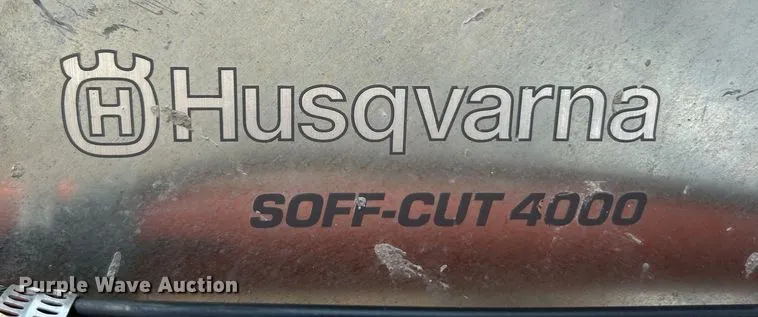 H Husqvarna
SOFF-CUT 4000
Purple Wave Auction